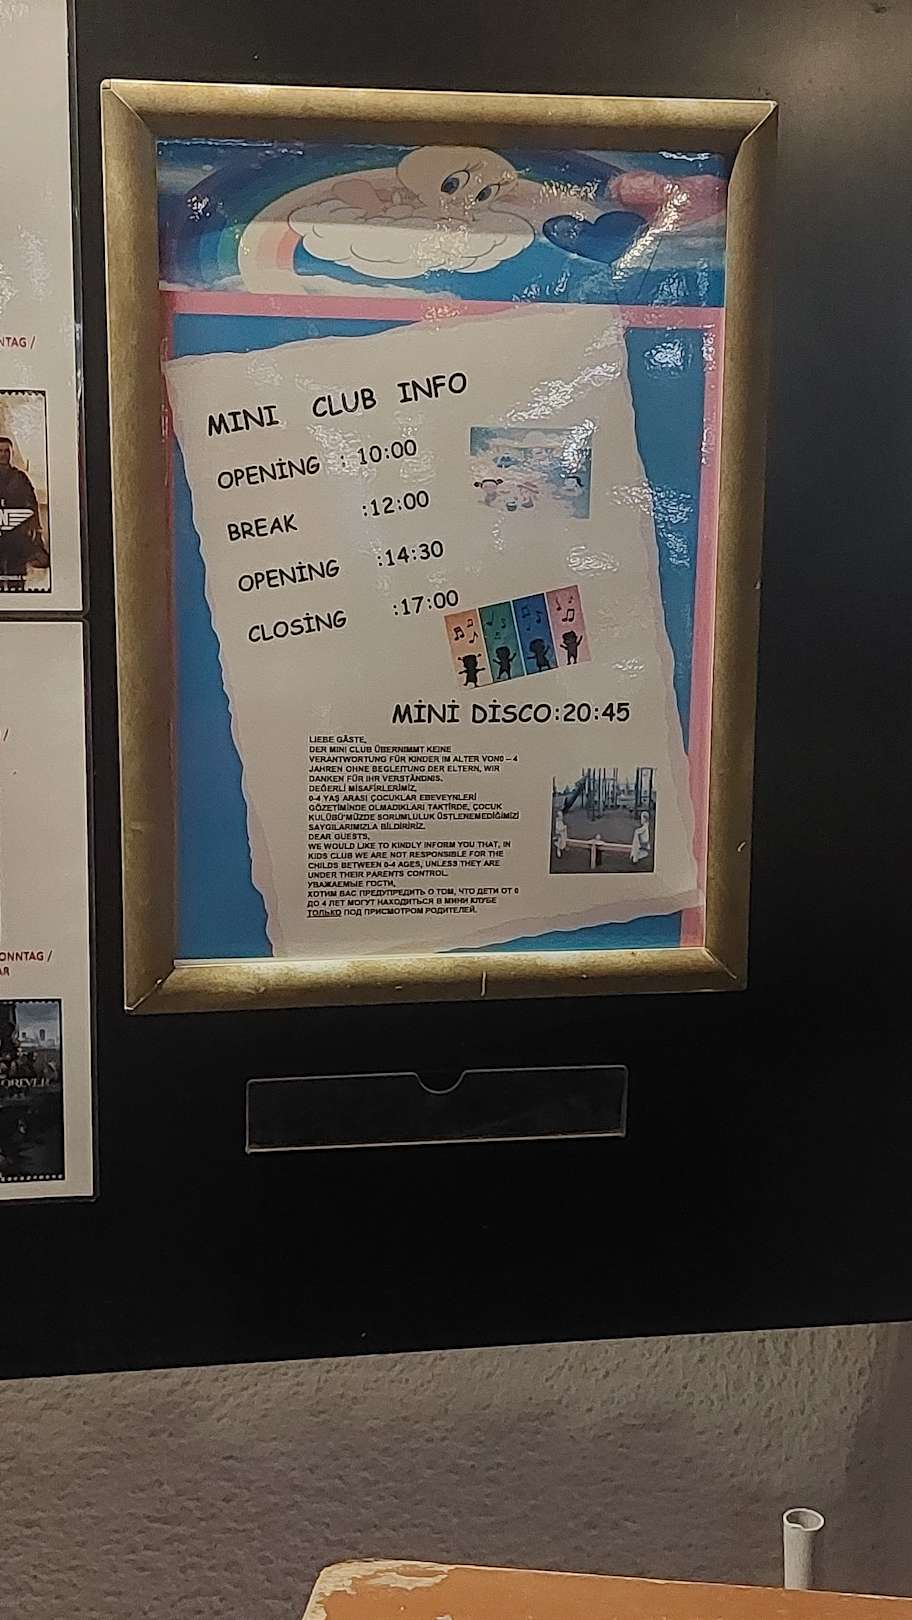 NTAG /
ONNTAG /
AR
OREVER
MINI CLUB INFO
OPENİNG : 10:00
BREAK :12:00
OPENİNG :14:30
CLOSİNG :17:00
MİNİ DİSCO:20:45
LIEBE GÄSTE,
DER MINI CLUB ÜBERNIMMT KEINE
VERANTWORTUNG FÜR KINDER IM ALTER VON0 – 4
JAHREN OHNE BEGLEITUNG DER ELTERN, WIR
DANKEN FÜR IHR VERSTÄNDNIS.
DEĞERLİ MİSAFİRLERİMİZ,
0-4 YAŞ ARASI ÇOCUKLAR EBEVEYNLERİ
GÖZETİMİNDE OLMADIKLARI TAKTİRDE, ÇOCUK
KULÜBÜ'MÜZDE SORUMLULUK ÜSTLENEMEDİĞİMİZİ
SAYGILARIMIZLA BİLDİRİRİZ.
DEAR GUESTS,
WE WOULD LIKE TO KINDLY INFORM YOU THAT, IN
KIDS CLUB WE ARE NOT RESPONSIBLE FOR THE
CHILDS BETWEEN 0-4 AGES, UNLESS THEY ARE
UNDER THEIR PARENTS CONTROL.
УВАЖАЕМЫЕ ГОСТИ,
ХОТИМ ВАС ПРЕДУПРЕДИТЬ О ТОМ, ЧТО ДЕТИ ОТ 0
ДО 4 ЛЕТ МОГУТ НАХОДИТЬСЯ В МИНИ КЛУБЕ
ТОЛЬКО ПОД ПРИСМОТРОМ РОДИТЕЛЕЙ.